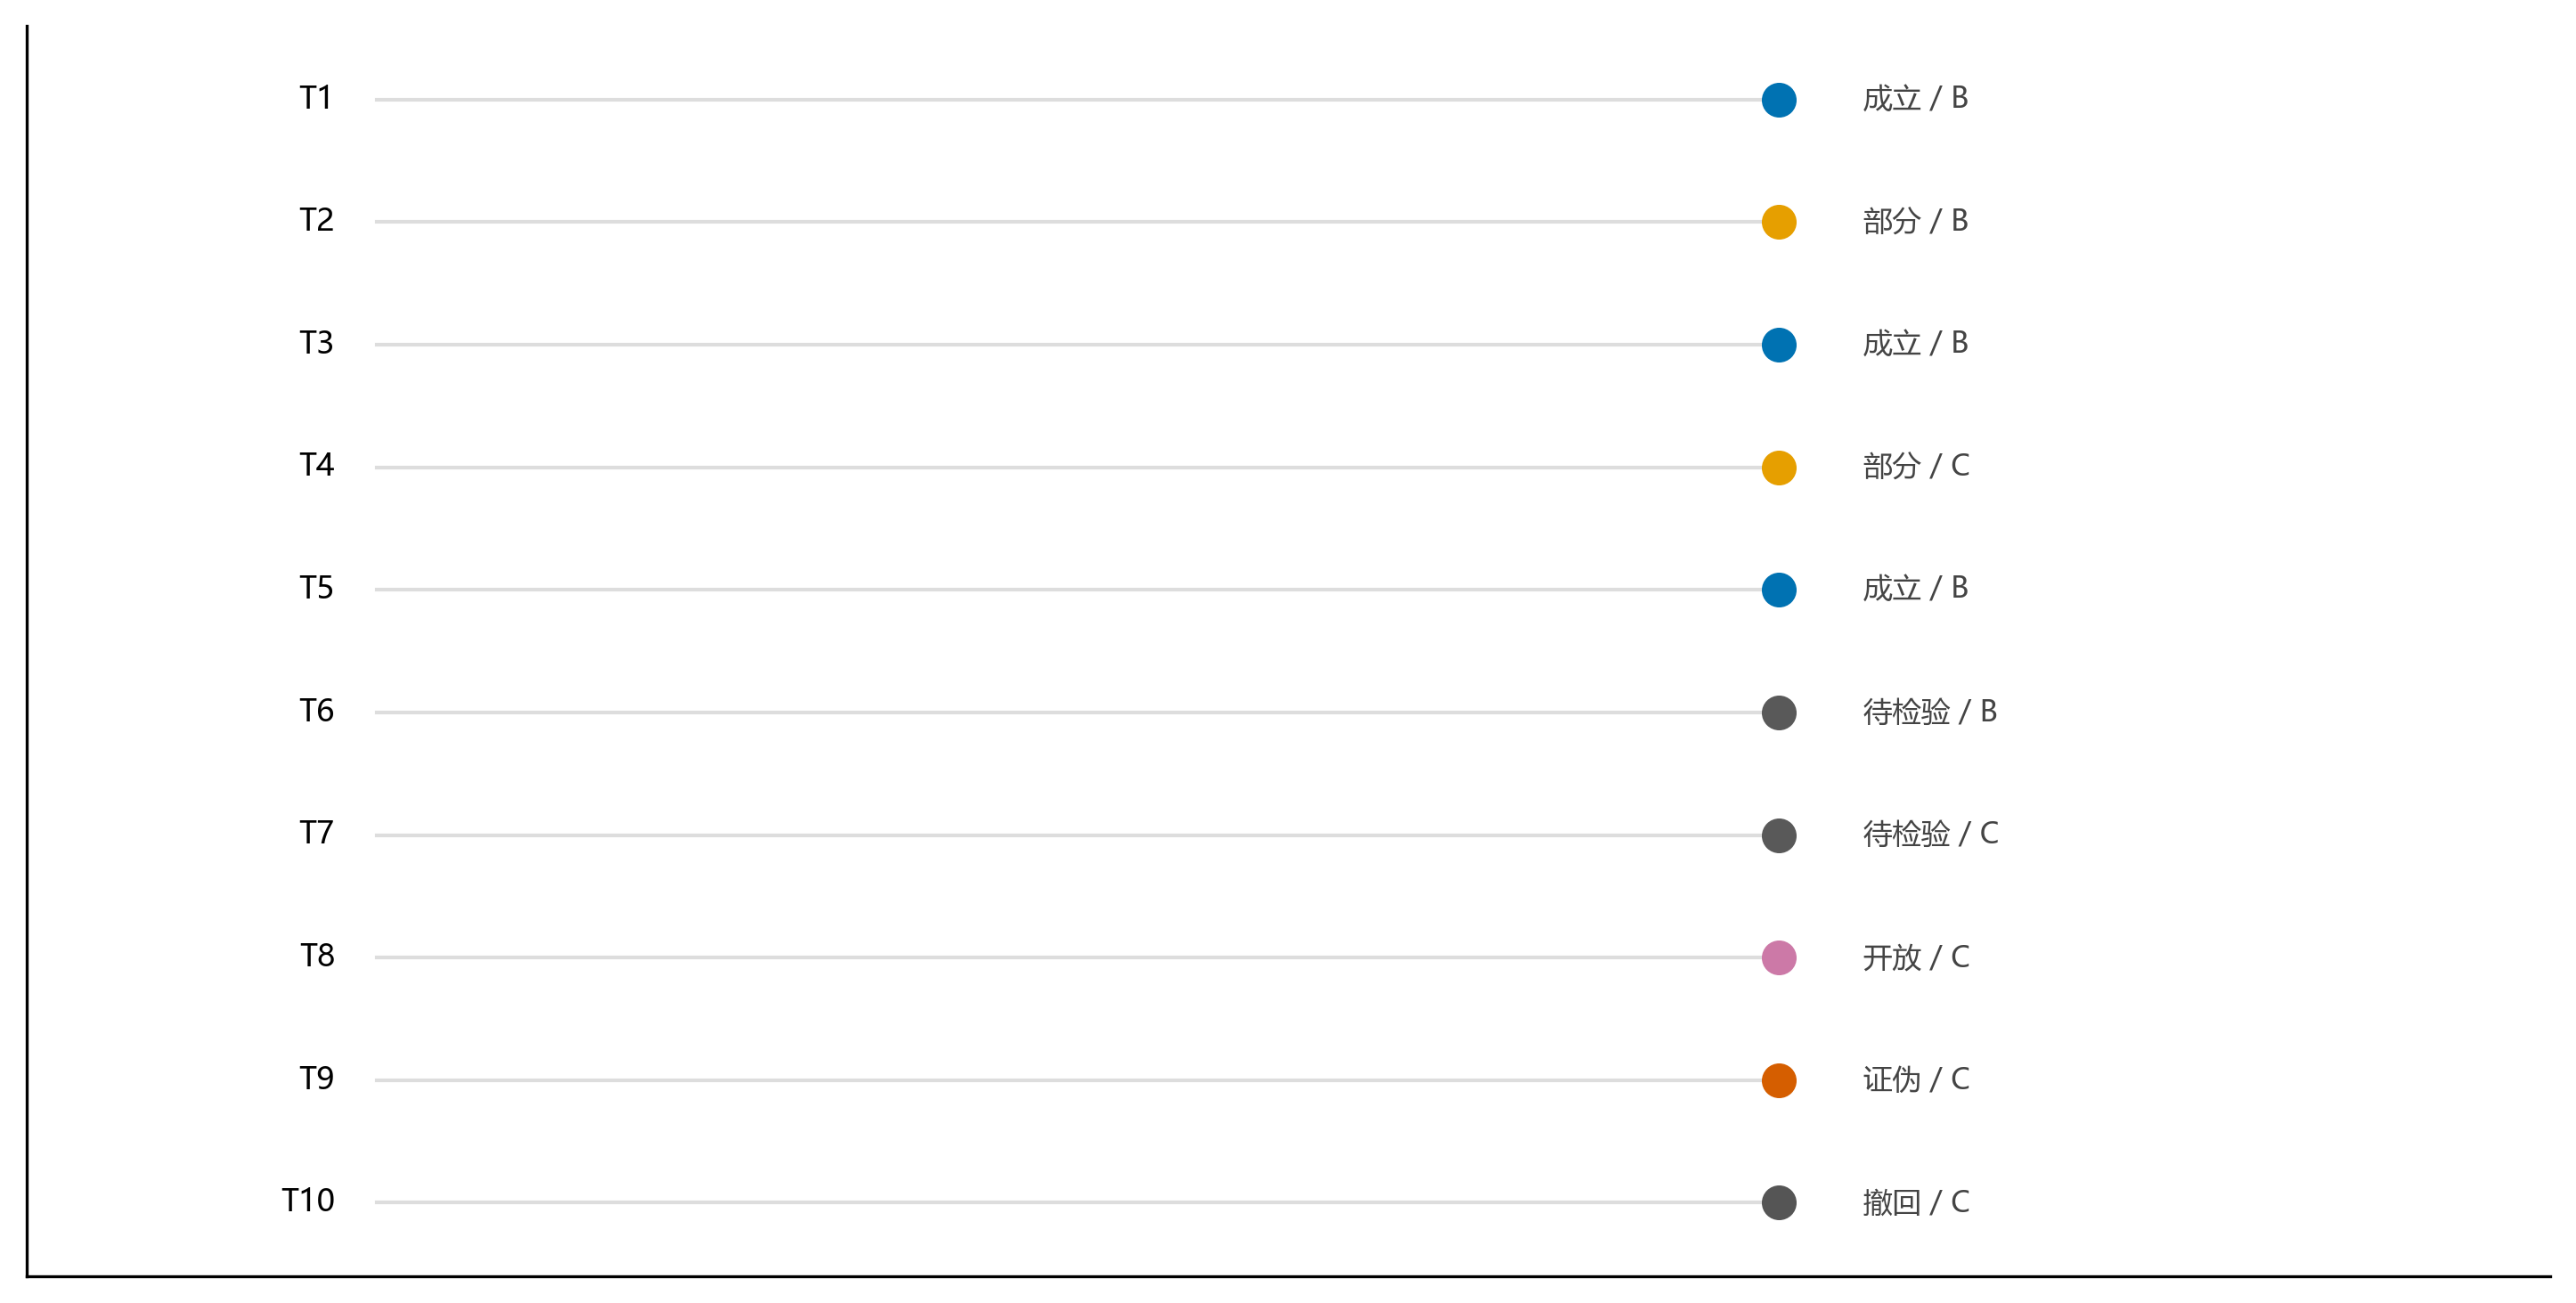 T1 成立 / B
T2 部分 / B
T3 成立 / B
T4 部分 / C
T5 成立 / B
T6 待检验 / B
T7 待检验 / C
T8 开放 / C
T9 证伪 / C
T10 撤回 / C